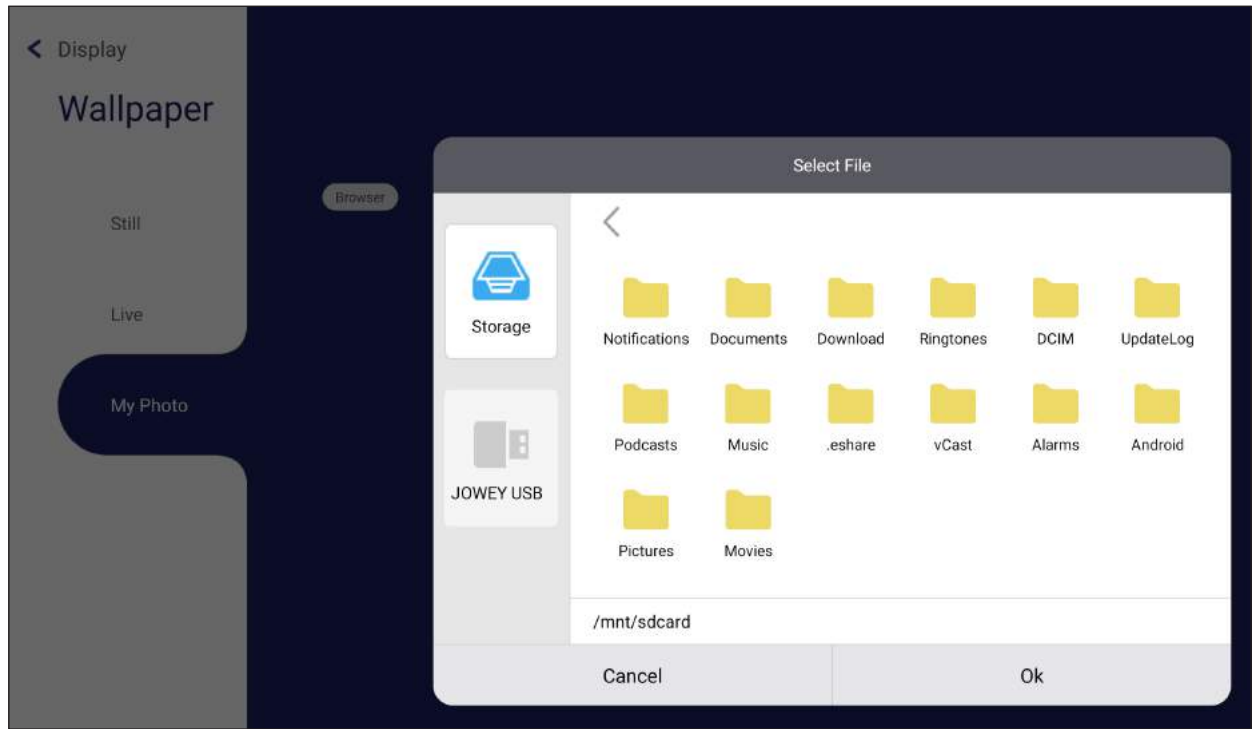 Display
Wallpaper
Still
Live
My Photo
Browser
Select File
Storage
JOWEY USB
Notifications Documents Download Ringtones DCIM UpdateLog
Podcasts Music .eshare vCast Alarms Android
Pictures Movies
/mnt/sdcard
Cancel Ok